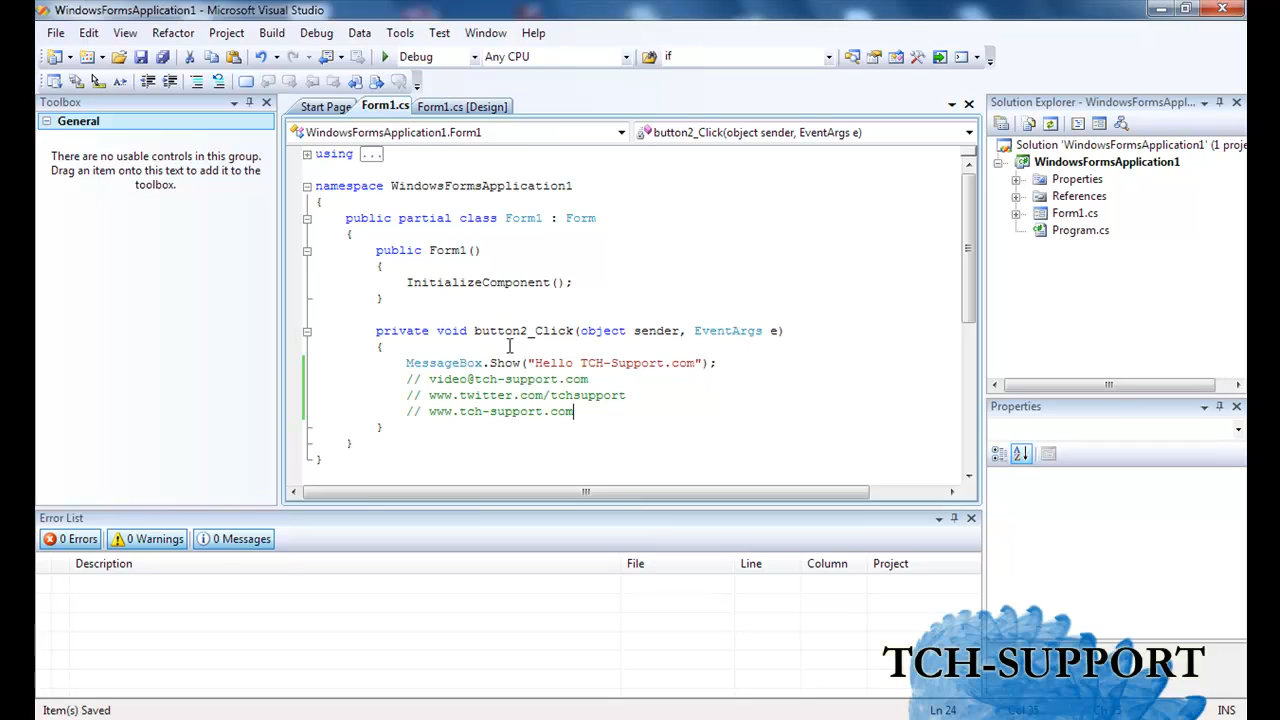 WindowsFormsApplication1 - Microsoft Visual Studio
File Edit View Refactor Project Build Debug Data Tools Test Window Help
Debug Any CPU if
Toolbox
General
There are no usable controls in this group.
Drag an item onto this text to add it to the
toolbox.
Start Page Form1.cs Form1.cs [Design]
WindowsFormsApplication1.Form1 button2_Click(object sender, EventArgs e)
using ...
namespace WindowsFormsApplication1
{
public partial class Form1 : Form
{
public Form1()
{
InitializeComponent();
}
private void button2_Click(object sender, EventArgs e)
{
MessageBox.Show("Hello TCH-Support.com");
// video@tch-support.com
// www.twitter.com/tchsupport
// www.tch-support.com
}
}
}
Solution Explorer - WindowsFormsAppl...
Solution 'WindowsFormsApplication1' (1 proje
WindowsFormsApplication1
Properties
References
Form1.cs
Program.cs
Properties
Error List
0 Errors 0 Warnings 0 Messages
Description File Line Column Project
TCH-SUPPORT
Item(s) Saved Ln 24 INS